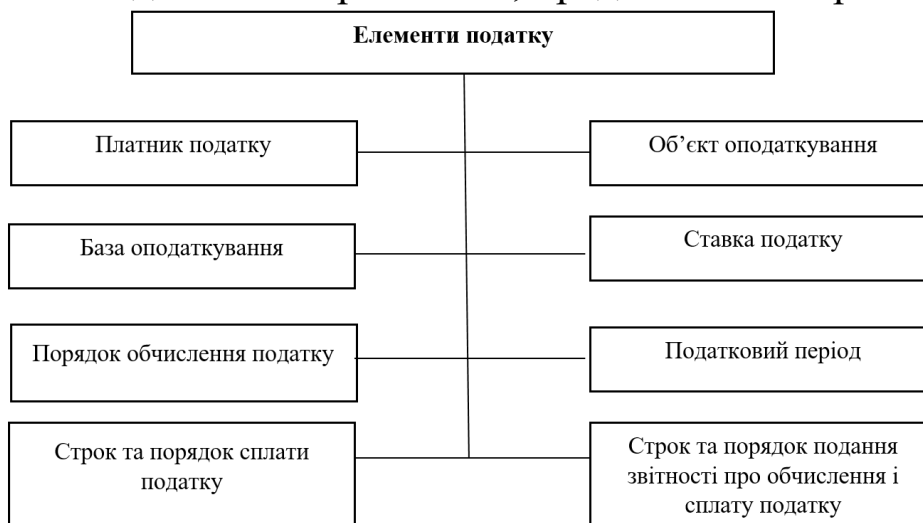 Елементи податку
Платник податку
Об’єкт оподаткування
База оподаткування
Ставка податку
Порядок обчислення податку
Податковий період
Строк та порядок сплати
податку
Строк та порядок подання
звітності про обчислення і
сплату податку